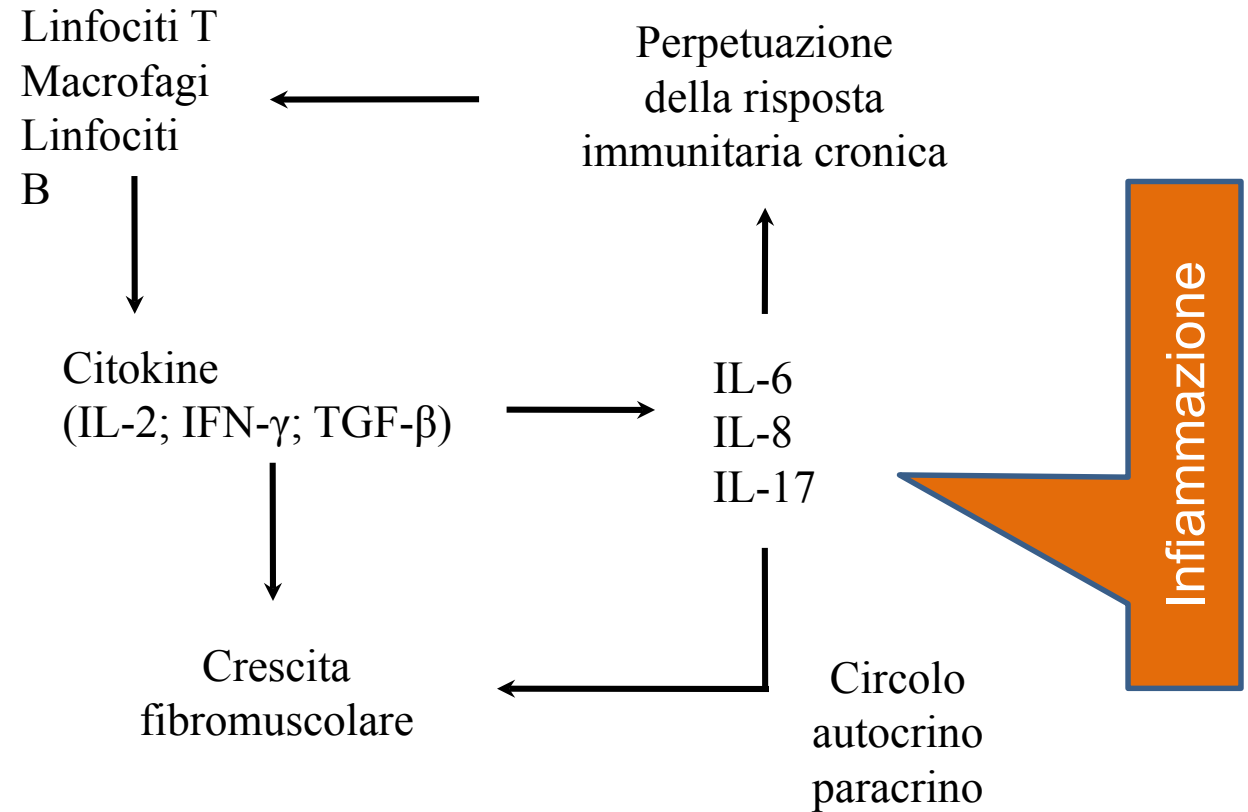 Linfociti T
Macrofagi
Linfociti
B
Perpetuazione
della risposta
immunitaria cronica
Citokine
(IL-2; IFN-γ; TGF-β)
IL-6
IL-8
IL-17
Infiammazione
Crescita
fibromuscolare
Circolo
autocrino
paracrino